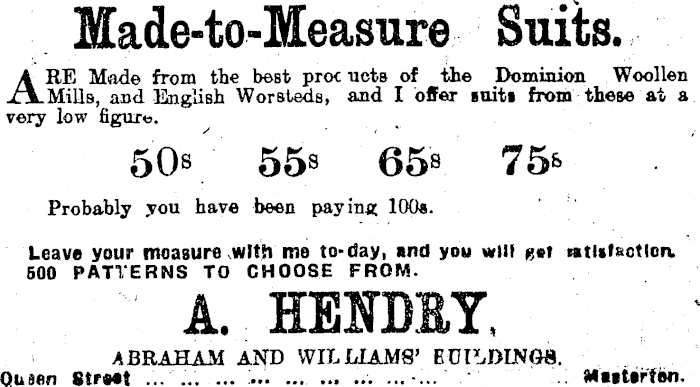 Made-to-Measure Suits.
ARE Made from the best products of the Dominion Woollen
Mills, and English Worsteds, and I offer suits from these at a
very low figure.
50s 55s 65s 75s
Probably you have been paying 100s.
Leave your measure with me to-day, and you will get satisfaction.
500 PATTERNS TO CHOOSE FROM.
A. HENDRY,
ABRAHAM AND WILLIAMS' BUILDINGS.
Queen Street ... ... ... ... ... ... ... ... Masterton.